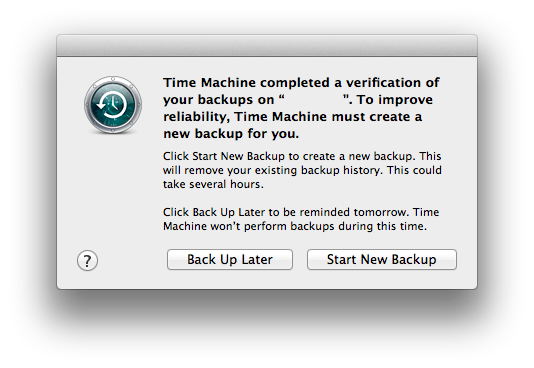 Time Machine completed a verification of
your backups on “ ”. To improve
reliability, Time Machine must create a
new backup for you.
Click Start New Backup to create a new backup. This
will remove your existing backup history. This could
take several hours.
Click Back Up Later to be reminded tomorrow. Time
Machine won’t perform backups during this time.
? Back Up Later Start New Backup